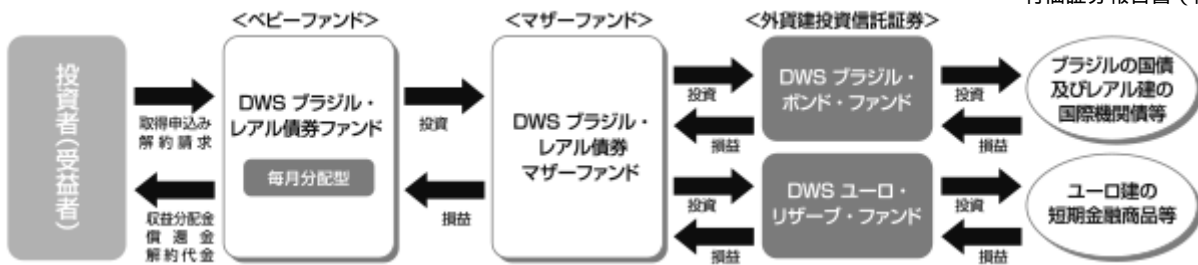 <ベビーファンド>
<マザーファンド>
<外貨建投資信託証券>
投資者（受益者）
取得申込み
解約請求
収益分配金
償還金
解約代金
DWS ブラジル・
レアル債券ファンド
毎月分配型
投資
損益
DWS ブラジル・
レアル債券
マザーファンド
投資
損益
投資
損益
DWS ブラジル・
ボンド・ファンド
DWS ユーロ・
リザーブ・ファンド
投資
損益
投資
損益
ブラジルの国債
及びレアル建の
国際機関債等
ユーロ建の
短期金融商品等